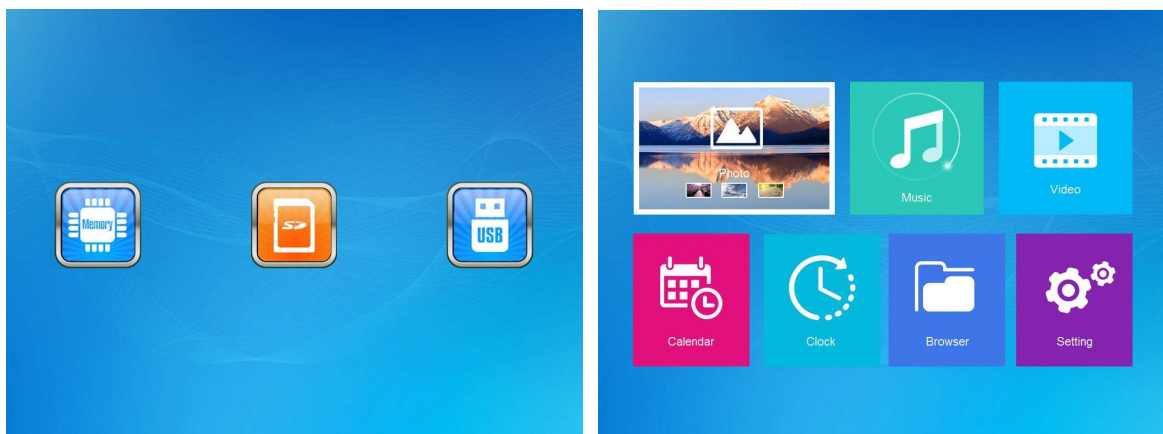 Memory
SD
USB
Photo
Music
Video
Calendar
Clock
Browser
Setting